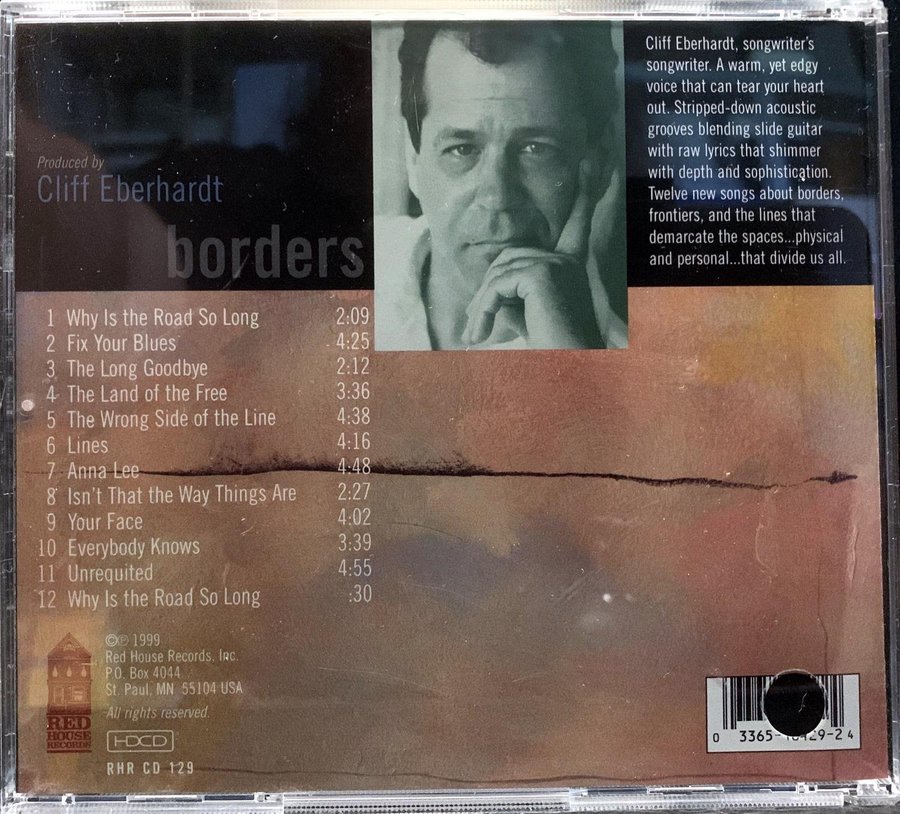 Produced by
Cliff Eberhardt
borders
Cliff Eberhardt, songwriter's
songwriter. A warm, yet edgy
voice that can tear your heart
out. Stripped-down acoustic
grooves blending slide guitar
with raw lyrics that shimmer
with depth and sophistication.
Twelve new songs about borders,
frontiers, and the lines that
demarcate the spaces...physical
and personal...that divide us all.
1 Why Is the Road So Long 2:09
2 Fix Your Blues 4:25
3 The Long Goodbye 2:12
4 The Land of the Free 3:36
5 The Wrong Side of the Line 4:38
6 Lines 4:16
7 Anna Lee 4:48
8 Isn't That the Way Things Are 2:27
9 Your Face 4:02
10 Everybody Knows 3:39
11 Unrequited 4:55
12 Why Is the Road So Long :30
©℗ 1999
Red House Records, Inc.
P.O. Box 4044
St. Paul, MN 55104 USA
All rights reserved.
RED
HOUSE
RECORDS
HDCD
RHR CD 129
0 3365-
29-2 4